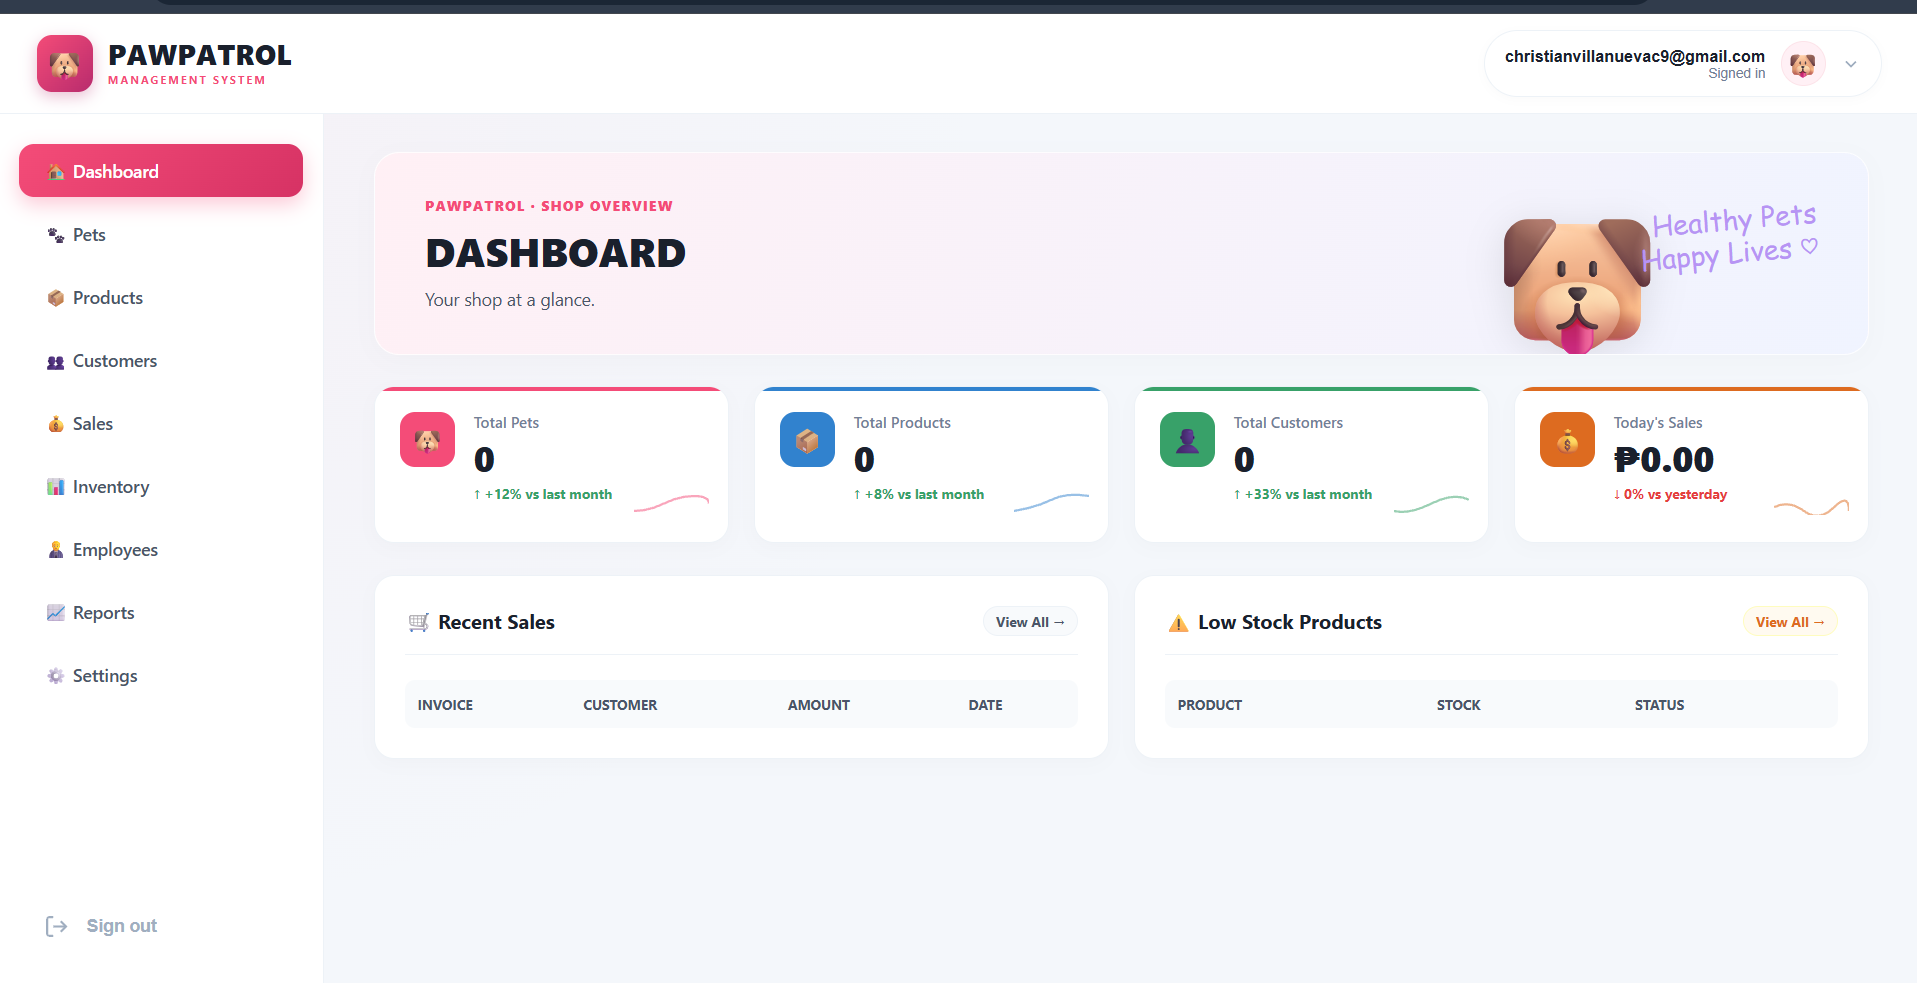 PAWPATROL
MANAGEMENT SYSTEM
christianvillanuevac9@gmail.com
Signed in
Dashboard
Pets
Products
Customers
Sales
Inventory
Employees
Reports
Settings
Sign out
PAWPATROL · SHOP OVERVIEW
DASHBOARD
Your shop at a glance.
Healthy Pets
Happy Lives ♡
Total Pets
0
↑ +12% vs last month
Total Products
0
↑ +8% vs last month
Total Customers
0
↑ +33% vs last month
Today's Sales
₱0.00
↓ 0% vs yesterday
Recent Sales
View All →
INVOICE CUSTOMER AMOUNT DATE
Low Stock Products
View All →
PRODUCT STOCK STATUS